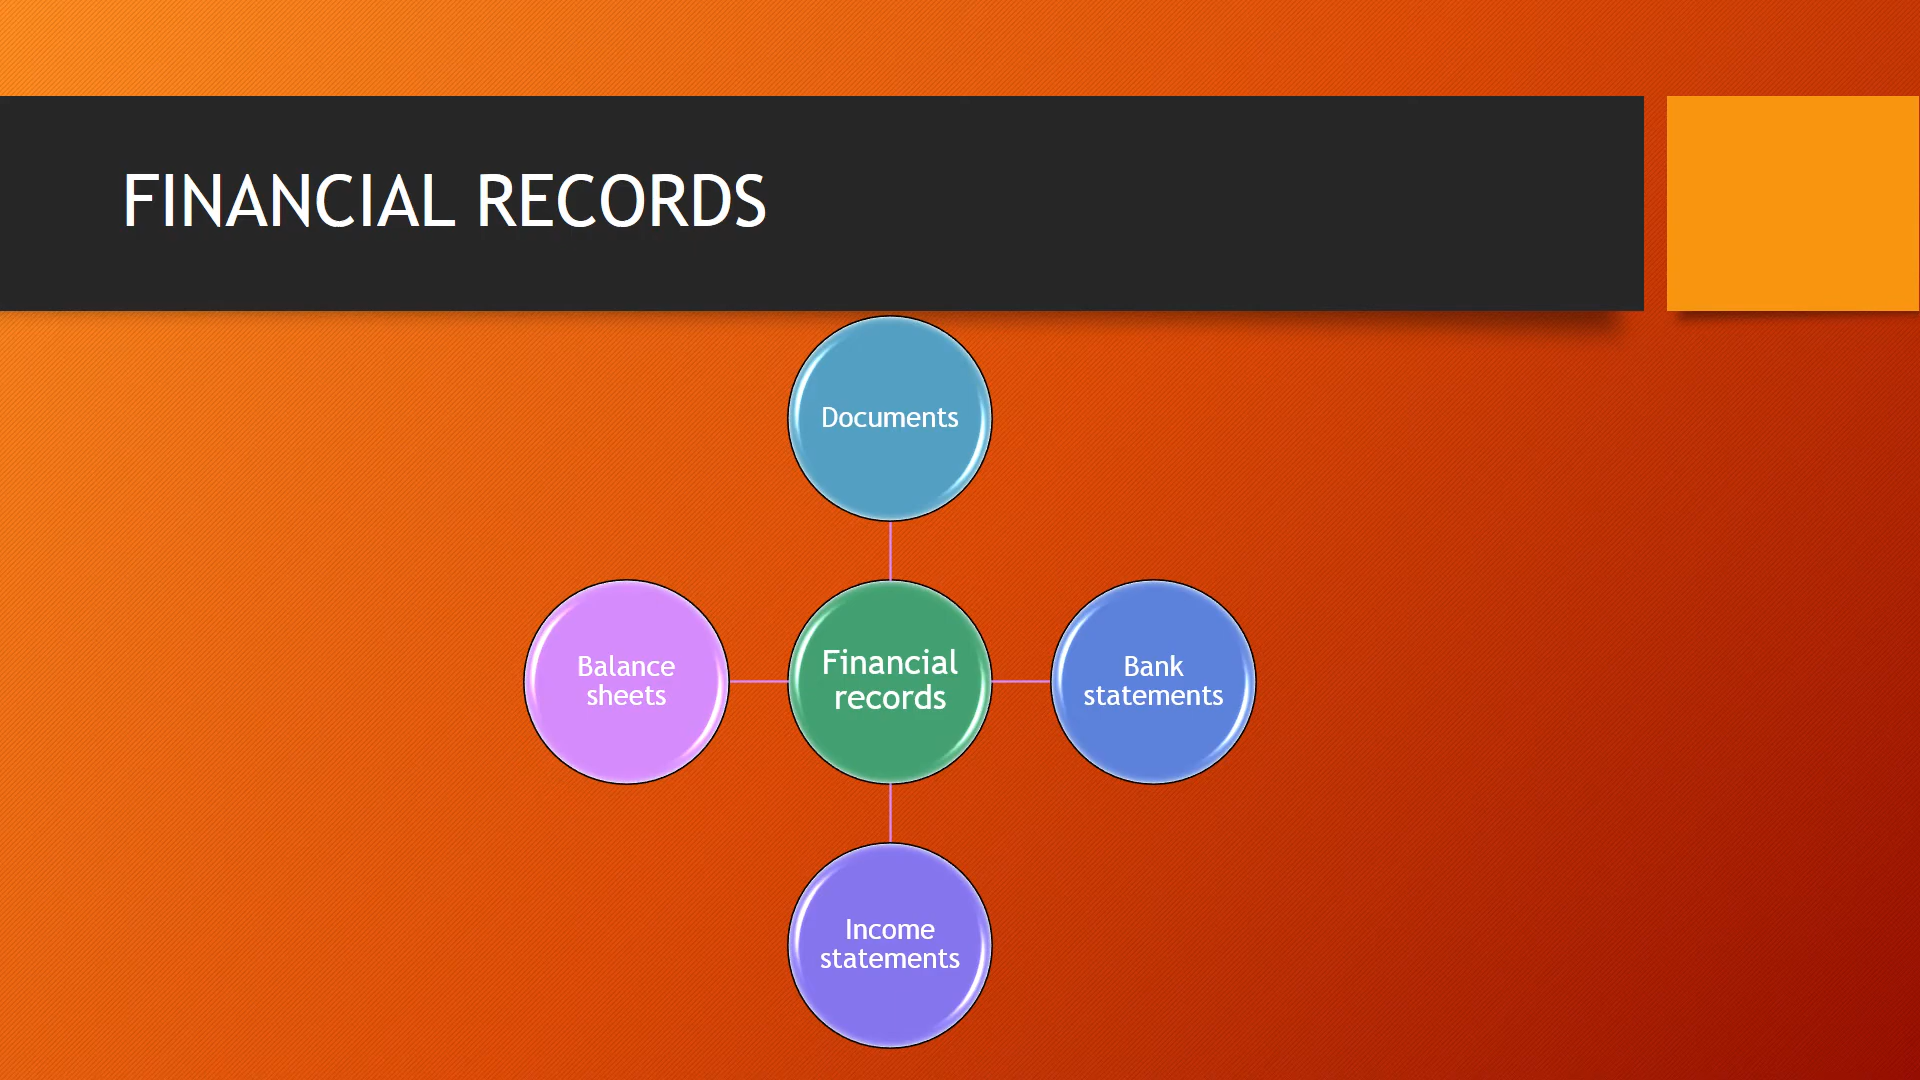 FINANCIAL RECORDS
Documents
Balance
sheets
Financial
records
Bank
statements
Income
statements